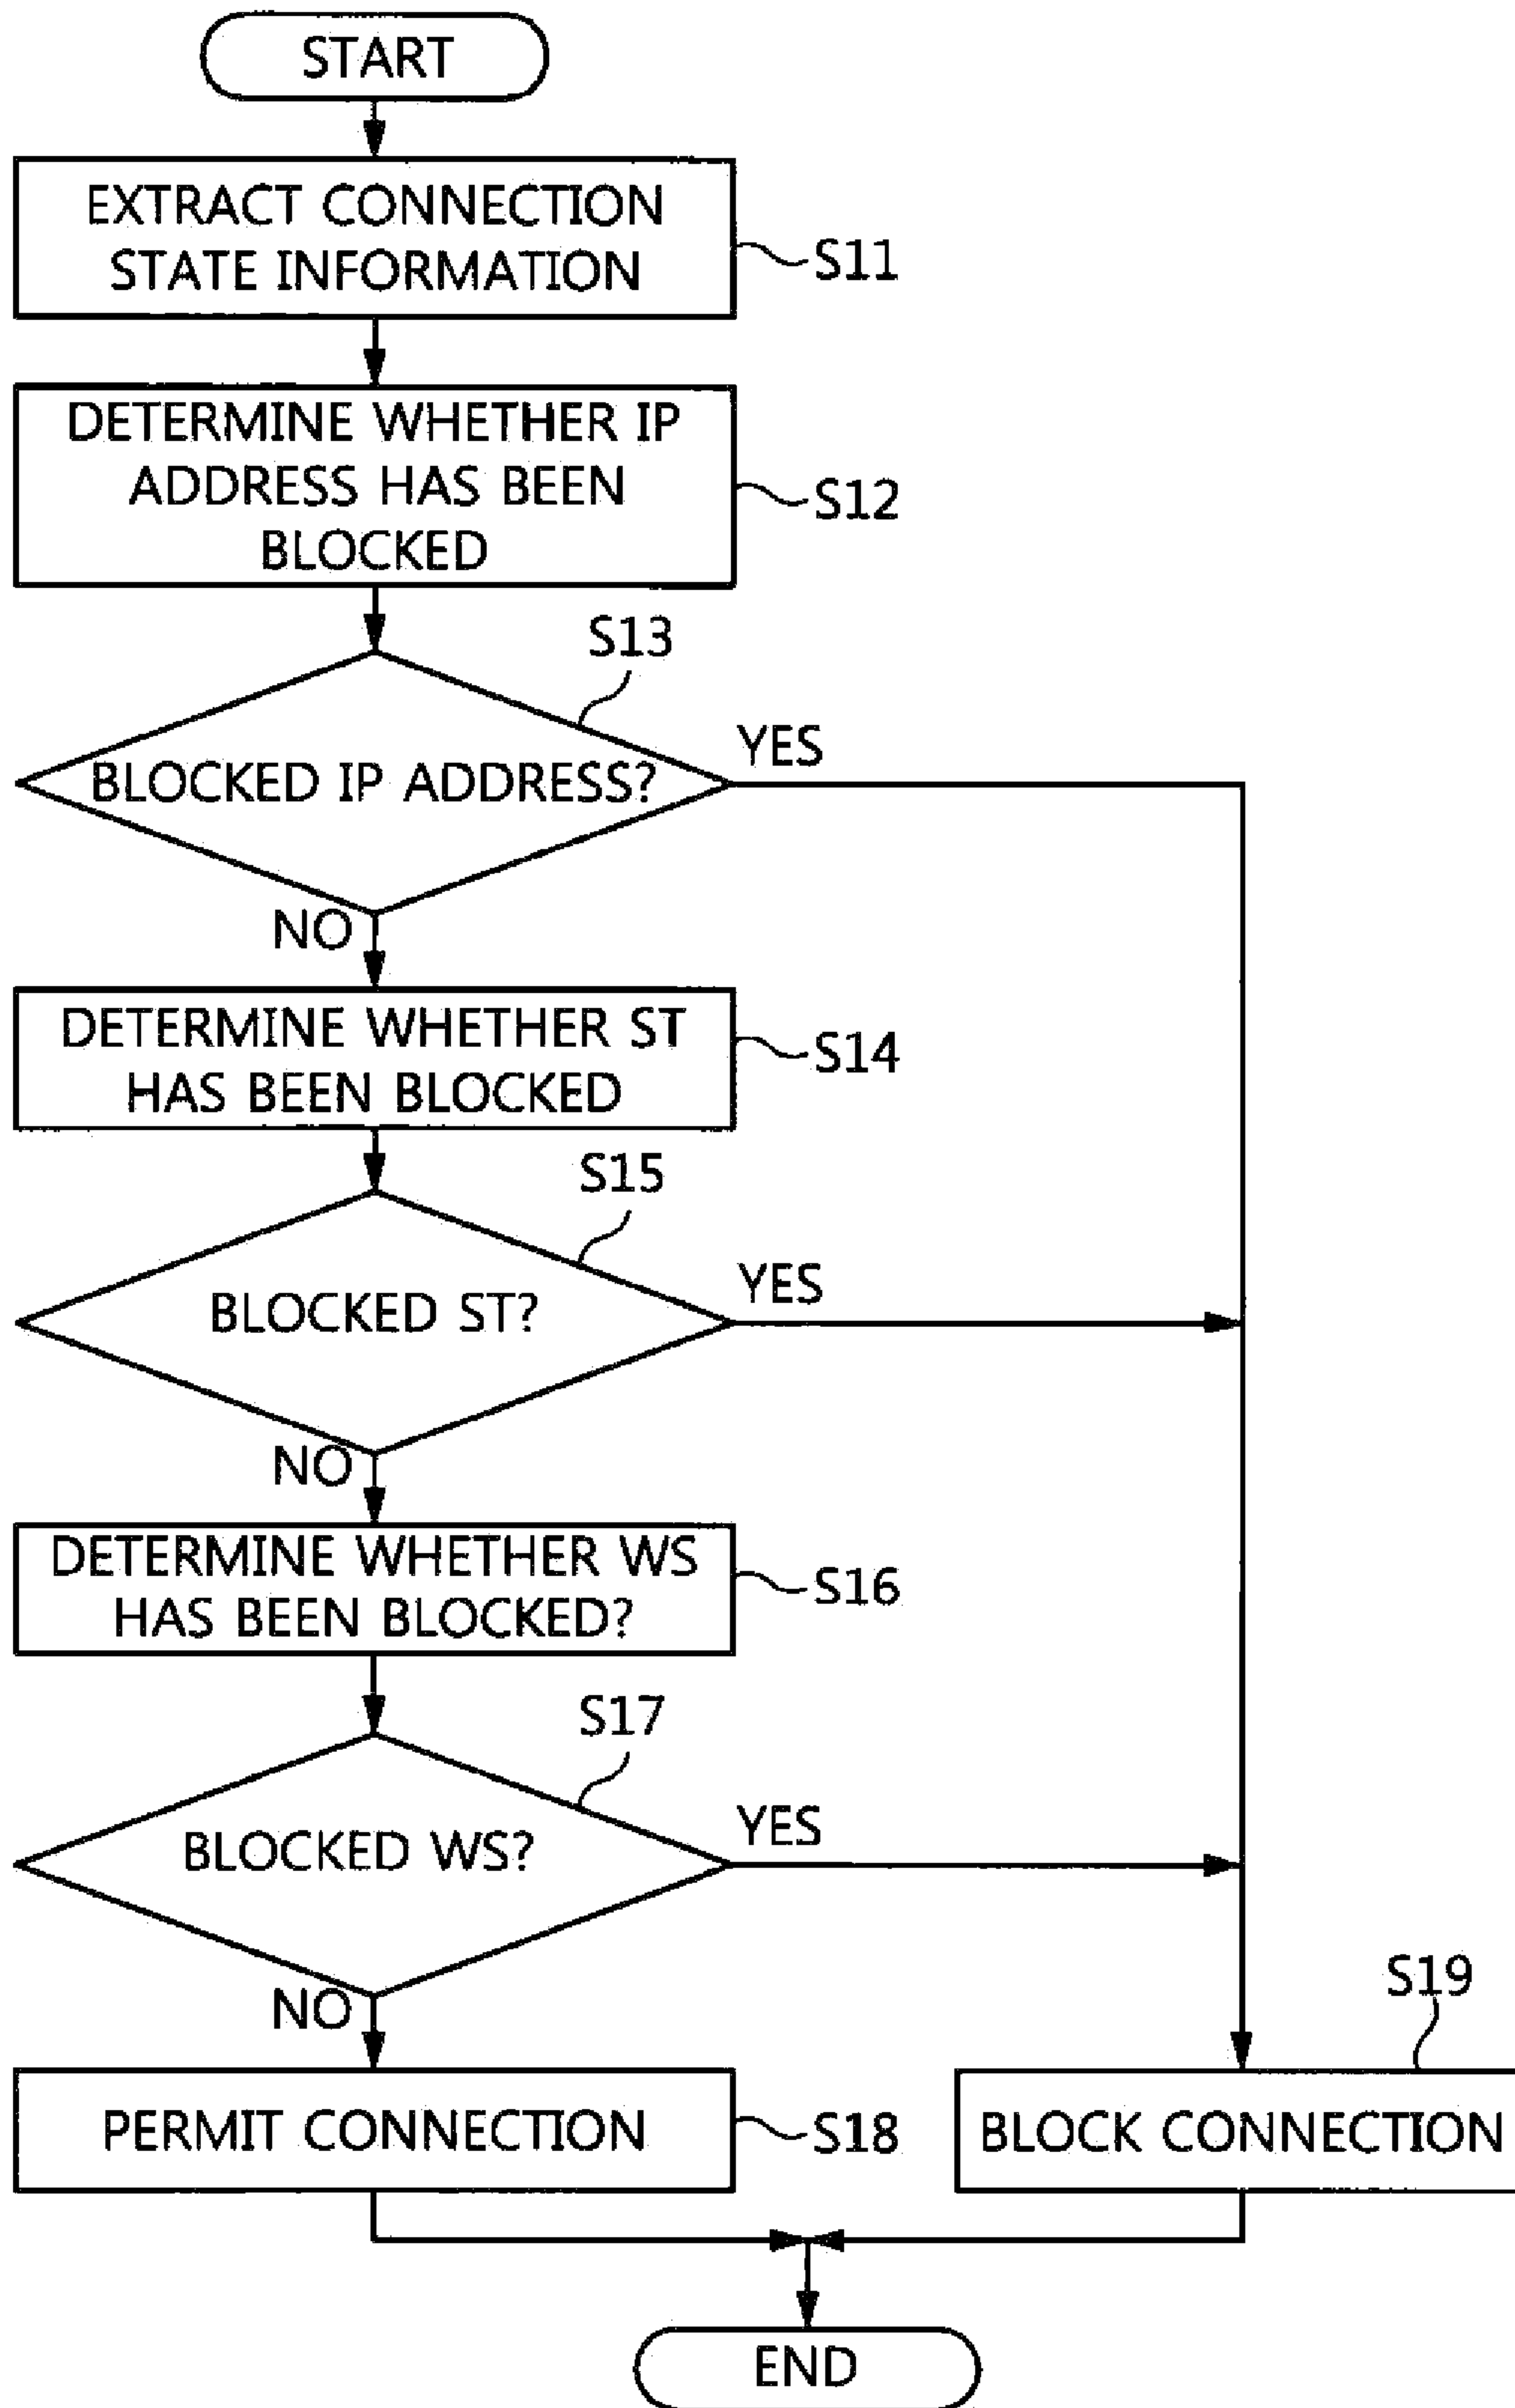 START
EXTRACT CONNECTION
STATE INFORMATION
S11
DETERMINE WHETHER IP
ADDRESS HAS BEEN
BLOCKED
S12
S13
BLOCKED IP ADDRESS?
YES
NO
DETERMINE WHETHER ST
HAS BEEN BLOCKED
S14
S15
BLOCKED ST?
YES
NO
DETERMINE WHETHER WS
HAS BEEN BLOCKED?
S16
S17
BLOCKED WS?
YES
NO
PERMIT CONNECTION
S18
S19
BLOCK CONNECTION
END